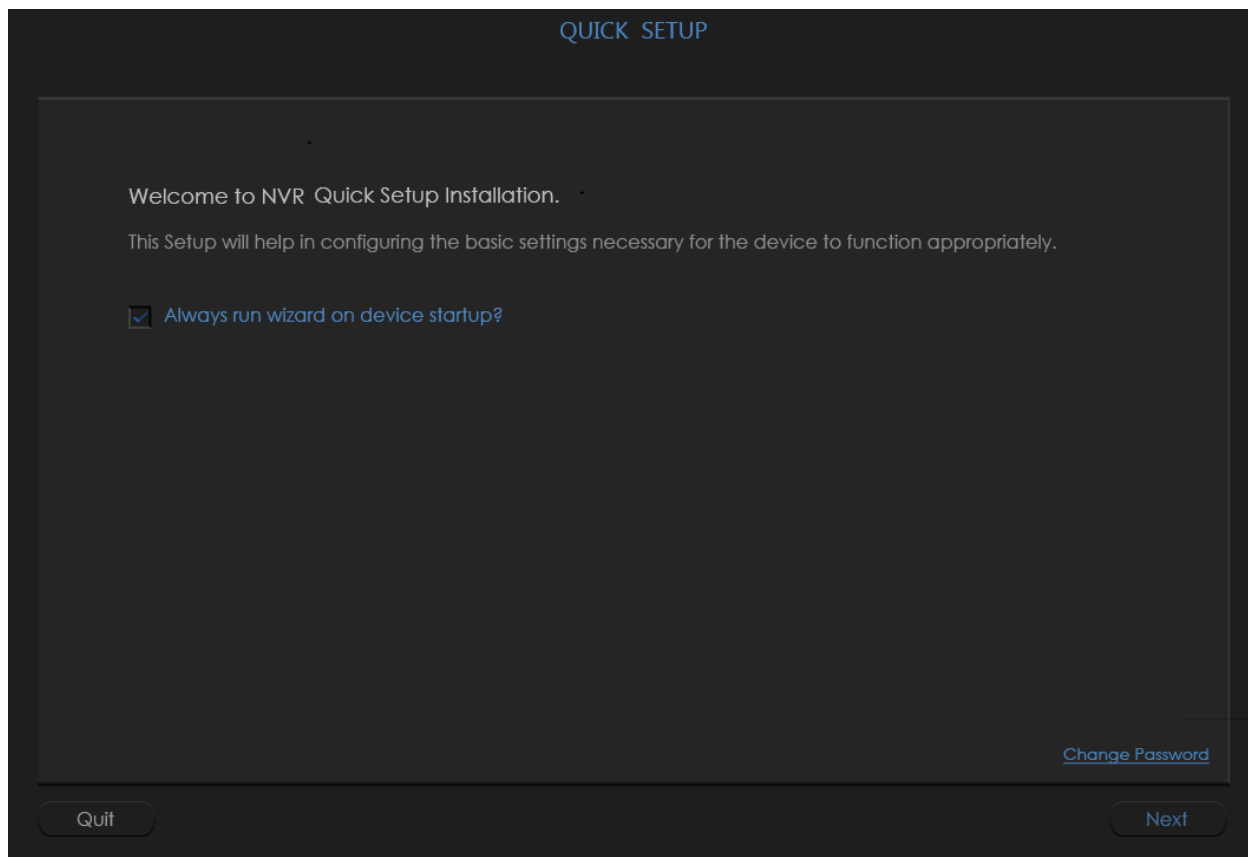 QUICK SETUP
Welcome to NVR Quick Setup Installation.
This Setup will help in configuring the basic settings necessary for the device to function appropriately.
Always run wizard on device startup?
Change Password
Quit
Next